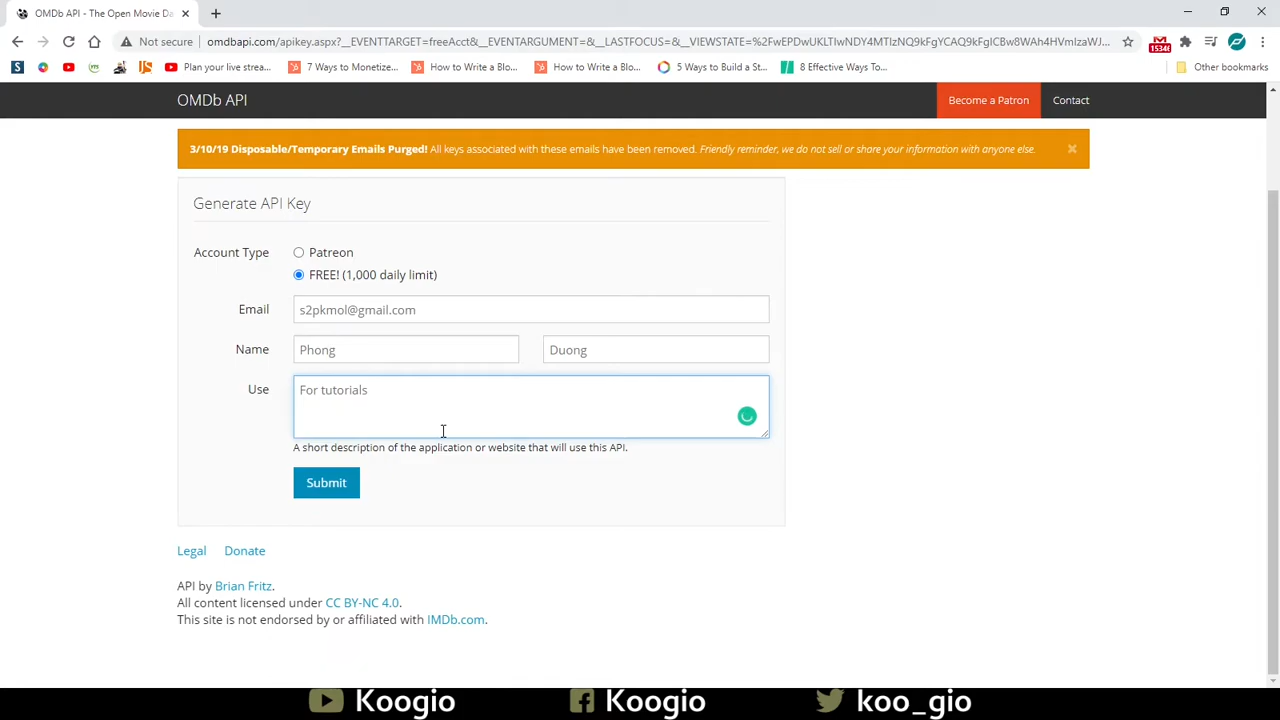 OMDb API - The Open Movie Da
Not secure
omdbapi.com/apikey.aspx?__EVENTTARGET=freeAcct&__EVENTARGUMENT=&__LASTFOCUS=&__VIEWSTATE=%2FwEPDwUKLTIwNDY4MTIzNQ9kFgYCAQ9kFgICBw8WAh4HVmlzaWJ...
15346
Plan your live strea...
7 Ways to Monetize...
How to Write a Blo...
How to Write a Blo...
5 Ways to Build a St...
8 Effective Ways To...
Other bookmarks
OMDb API
Become a Patron
Contact
3/10/19 Disposable/Temporary Emails Purged! All keys associated with these emails have been removed. Friendly reminder, we do not sell or share your information with anyone else.
×
Generate API Key
Account Type
Patreon
FREE! (1,000 daily limit)
Email
s2pkmol@gmail.com
Name
Phong
Duong
Use
For tutorials
A short description of the application or website that will use this API.
Submit
Legal
Donate
API by Brian Fritz.
All content licensed under CC BY-NC 4.0.
This site is not endorsed by or affiliated with IMDb.com.
Koogio
Koogio
koo_gio